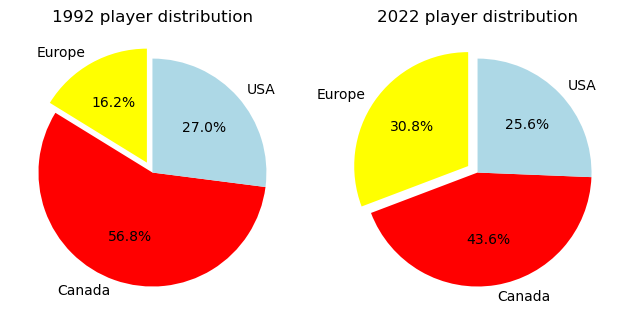 1992 player distribution
Europe
16.2%
USA
27.0%
56.8%
Canada
2022 player distribution
Europe
30.8%
USA
25.6%
43.6%
Canada